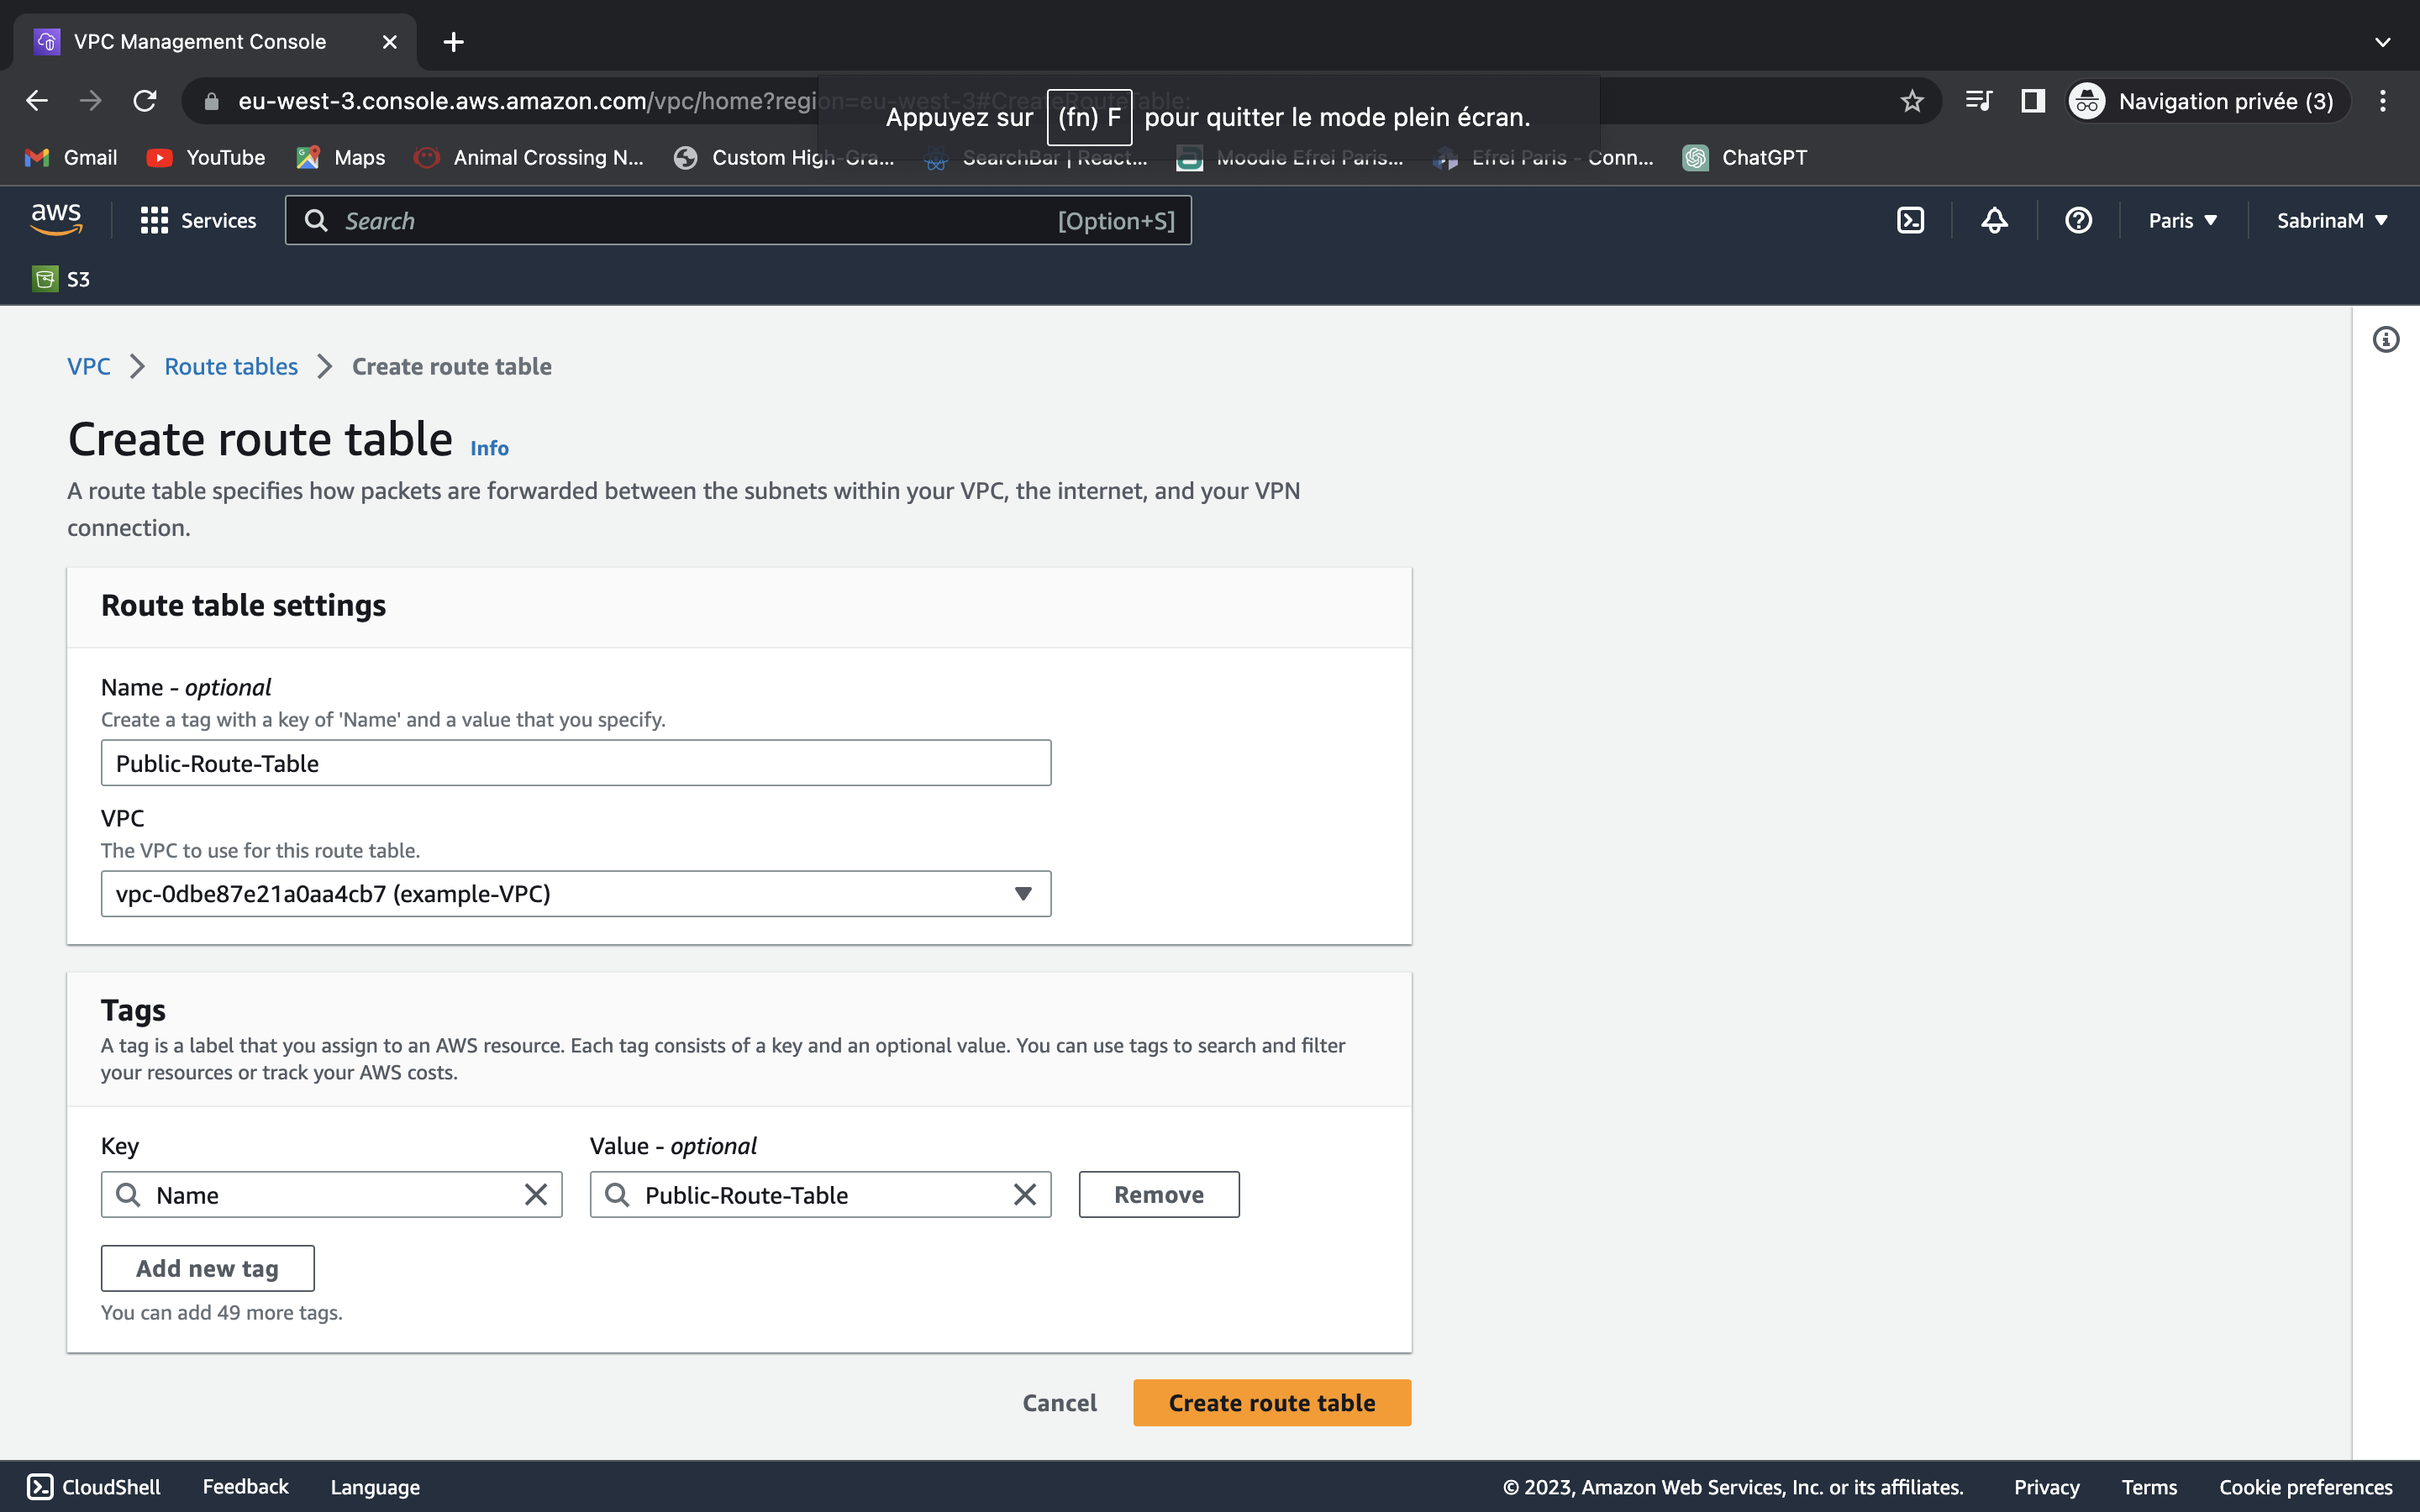 VPC Management Console
eu-west-3.console.aws.amazon.com/vpc/home?region=eu-west-3#CreateRouteTable:
Navigation privée (3)
Appuyez sur (fn) F pour quitter le mode plein écran.
Gmail YouTube Maps Animal Crossing N... Custom High-Gra... SearchBar | React... Moodle Efrei Paris... Efrei Paris - Conn... ChatGPT
aws Services Search [Option+S] Paris SabrinaM
S3
VPC Route tables Create route table
Create route table Info
A route table specifies how packets are forwarded between the subnets within your VPC, the internet, and your VPN
connection.
Route table settings
Name - optional
Create a tag with a key of 'Name' and a value that you specify.
Public-Route-Table
VPC
The VPC to use for this route table.
vpc-0dbe87e21a0aa4cb7 (example-VPC)
Tags
A tag is a label that you assign to an AWS resource. Each tag consists of a key and an optional value. You can use tags to search and filter
your resources or track your AWS costs.
Key Value - optional
Name Public-Route-Table Remove
Add new tag
You can add 49 more tags.
Cancel Create route table
CloudShell Feedback Language © 2023, Amazon Web Services, Inc. or its affiliates. Privacy Terms Cookie preferences